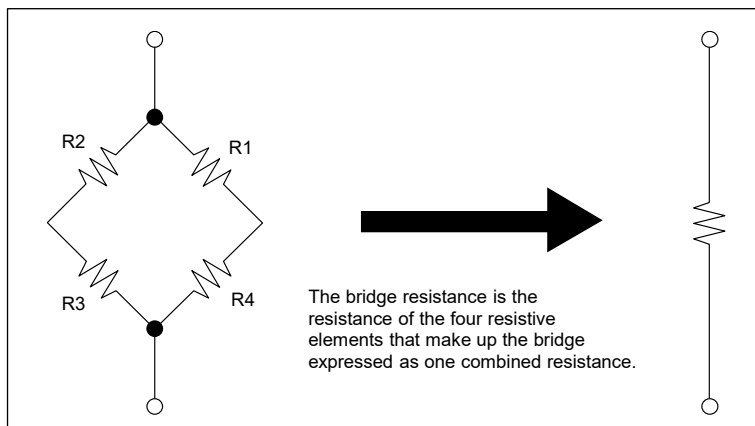 R2
R1
R3
R4
The bridge resistance is the
resistance of the four resistive
elements that make up the bridge
expressed as one combined resistance.